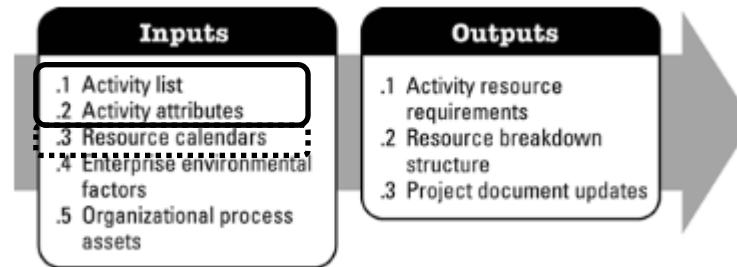 Inputs
.1 Activity list
.2 Activity attributes
.3 Resource calendars
.4 Enterprise environmental
factors
.5 Organizational process
assets
Outputs
.1 Activity resource
requirements
.2 Resource breakdown
structure
.3 Project document updates